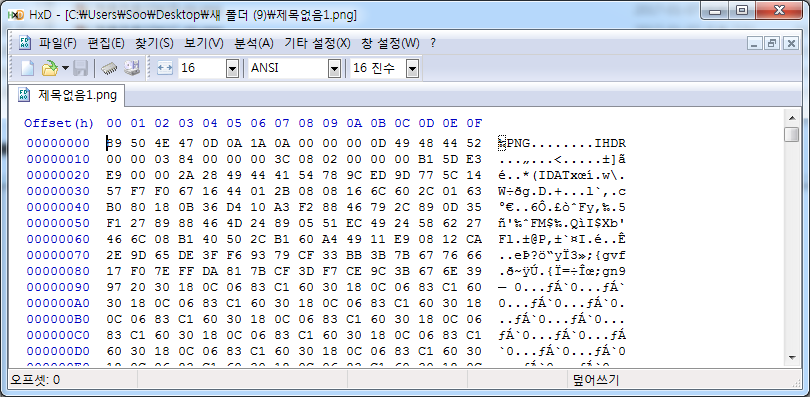 HxD - [C:₩Users₩Soo₩Desktop₩새 폴더 (9)₩제목없음1.png]
파일(F) 편집(E) 찾기(S) 보기(V) 분석(A) 기타 설정(X) 창 설정(W) ?
16 ANSI 16 진수
제목없음1.png
Offset(h) 00 01 02 03 04 05 06 07 08 09 0A 0B 0C 0D 0E 0F
00000000 89 50 4E 47 0D 0A 1A 0A 00 00 00 0D 49 48 44 52 ‰PNG........IHDR
00000010 00 00 03 84 00 00 00 3C 08 02 00 00 00 B1 5D E3 ...„...<.....±]ã
00000020 E9 00 00 2A 28 49 44 41 54 78 9C ED 9D 77 5C 14 é..*(IDATxœí.w\.
00000030 57 F7 F0 67 16 44 01 2B 08 08 16 6C 60 2C 01 63 W÷ðg.D.+...l`,.c
00000040 B0 80 18 0B 36 D4 10 A3 F2 88 46 79 2C 89 0D 35 °€..6Ô.£òˆFy,‰.5
00000050 F1 27 89 88 46 4D 24 89 05 51 EC 49 24 58 62 27 ñ'‰ˆFM$‰.QìI$Xb'
00000060 46 6C 08 B1 40 50 2C B1 60 A4 49 11 E9 08 12 CA Fl.±@P,±`¤I.é..Ê
00000070 2E 9D 65 DE 3F F6 93 79 CF 33 BB 3B 7B 67 76 66 ..eÞ?ö“yÏ3»;{gvf
00000080 17 F0 7E FF DA 81 7B CF 3D F7 CE 9C 3B 67 6E 39 .ð~ÿÚ.{Ï=÷Îœ;gn9
00000090 97 20 30 18 0C 06 83 C1 60 30 18 0C 06 83 C1 60 — 0...ƒÁ`0...ƒÁ`
000000A0 30 18 0C 06 83 C1 60 30 18 0C 06 83 C1 60 30 18 0...ƒÁ`0...ƒÁ`0.
000000B0 0C 06 83 C1 60 30 18 0C 06 83 C1 60 30 18 0C 06 ..ƒÁ`0...ƒÁ`0...
000000C0 83 C1 60 30 18 0C 06 83 C1 60 30 18 0C 06 83 C1 ƒÁ`0...ƒÁ`0...ƒÁ
000000D0 60 30 18 0C 06 83 C1 60 30 18 0C 06 83 C1 60 30 `0...ƒÁ`0...ƒÁ`0
오프셋: 0 덮어쓰기